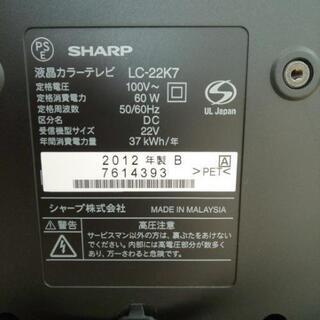 PS
E
SHARP
液晶カラーテレビ LC-22K7
定格電圧 100V~
定格消費電力 60 W
定格周波数 50/60Hz
区分名 DC
受信機型サイズ 22V
年間消費電力量 37 kWh/年
S
UL Japan
2012 年製 B
7614393
A
>PET<
シャープ株式会社 MADE IN MALAYSIA
警告 高圧注意
サービスマン以外の方は、裏ぶたをあけないで
ください。内部には高電圧部分が数多く
あり、万一さわると危険です。